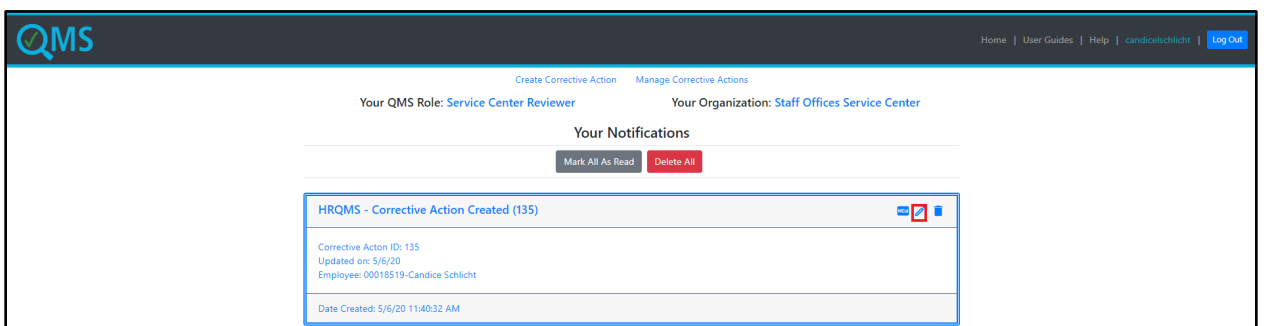 QMS
Home | User Guides | Help | candicelschlicht | Log Out
Create Corrective Action Manage Corrective Actions
Your QMS Role: Service Center Reviewer Your Organization: Staff Offices Service Center
Your Notifications
Mark All As Read Delete All
HRQMS - Corrective Action Created (135)
NEW
Corrective Acton ID: 135
Updated on: 5/6/20
Employee: 00018519-Candice Schlicht
Date Created: 5/6/20 11:40:32 AM